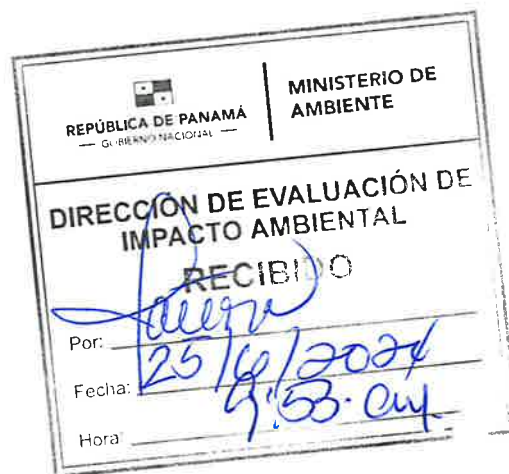 REPÚBLICA DE PANAMÁ
— GOBIERNO NACIONAL —
MINISTERIO DE
AMBIENTE
DIRECCIÓN DE EVALUACIÓN DE
IMPACTO AMBIENTAL
RECIBIDO
Por:
Fecha: 25/6/2024
Hora: 9:53